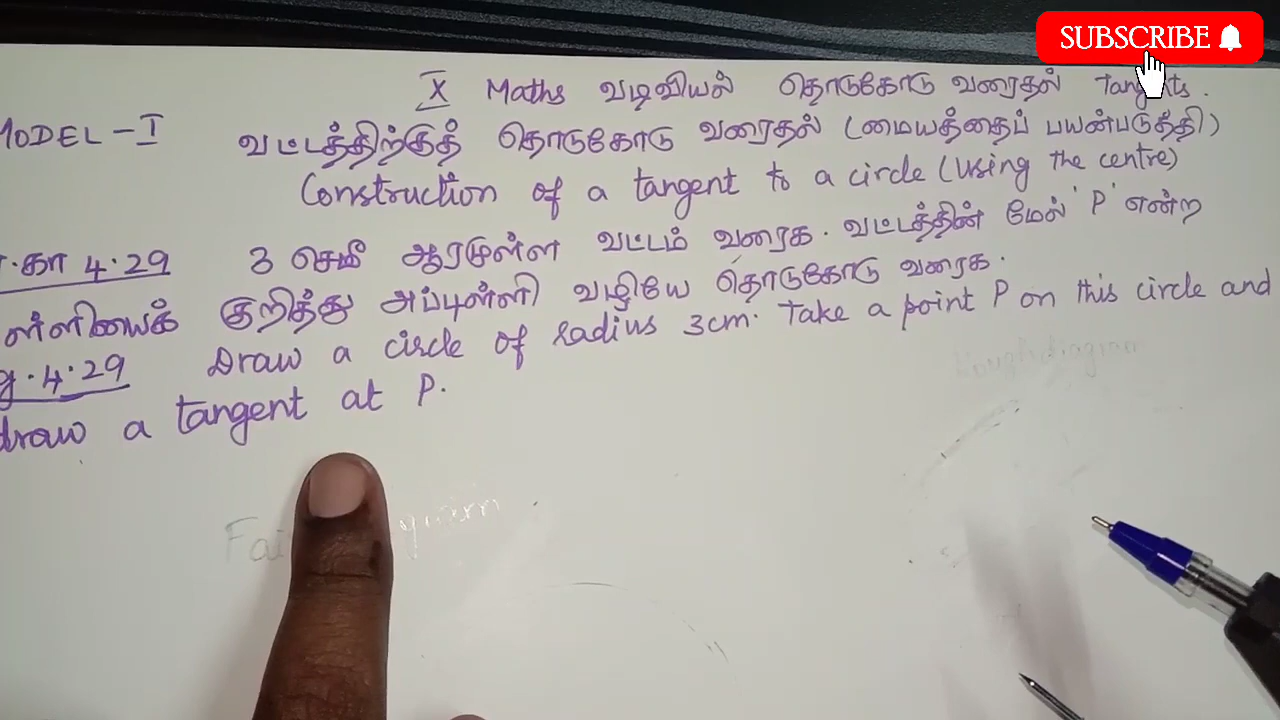 SUBSCRIBE
X Maths வடிவியல் தொடுகோடு வரைதல் Tangents.
MODEL - I வட்டத்திற்குத் தொடுகோடு வரைதல் (மையத்தைப் பயன்படுத்தி)
Construction of a tangent to a circle (using the centre)
.கா 4.29 3 செமீ ஆரமுள்ள வட்டம் வரைக. வட்டத்தின் மேல் 'P' என்ற
ள்ளியைக் குறித்து அப்புள்ளி வழியே தொடுகோடு வரைக.
g. 4.29 Draw a circle of radius 3cm. Take a point P on this circle and
draw a tangent at P.